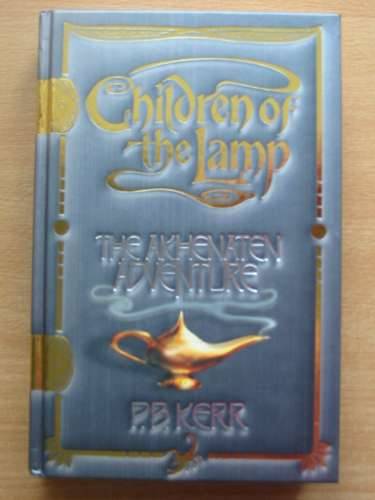 Children of
the Lamp
THE AKHENATEN
ADVENTURE
P.B. KERR